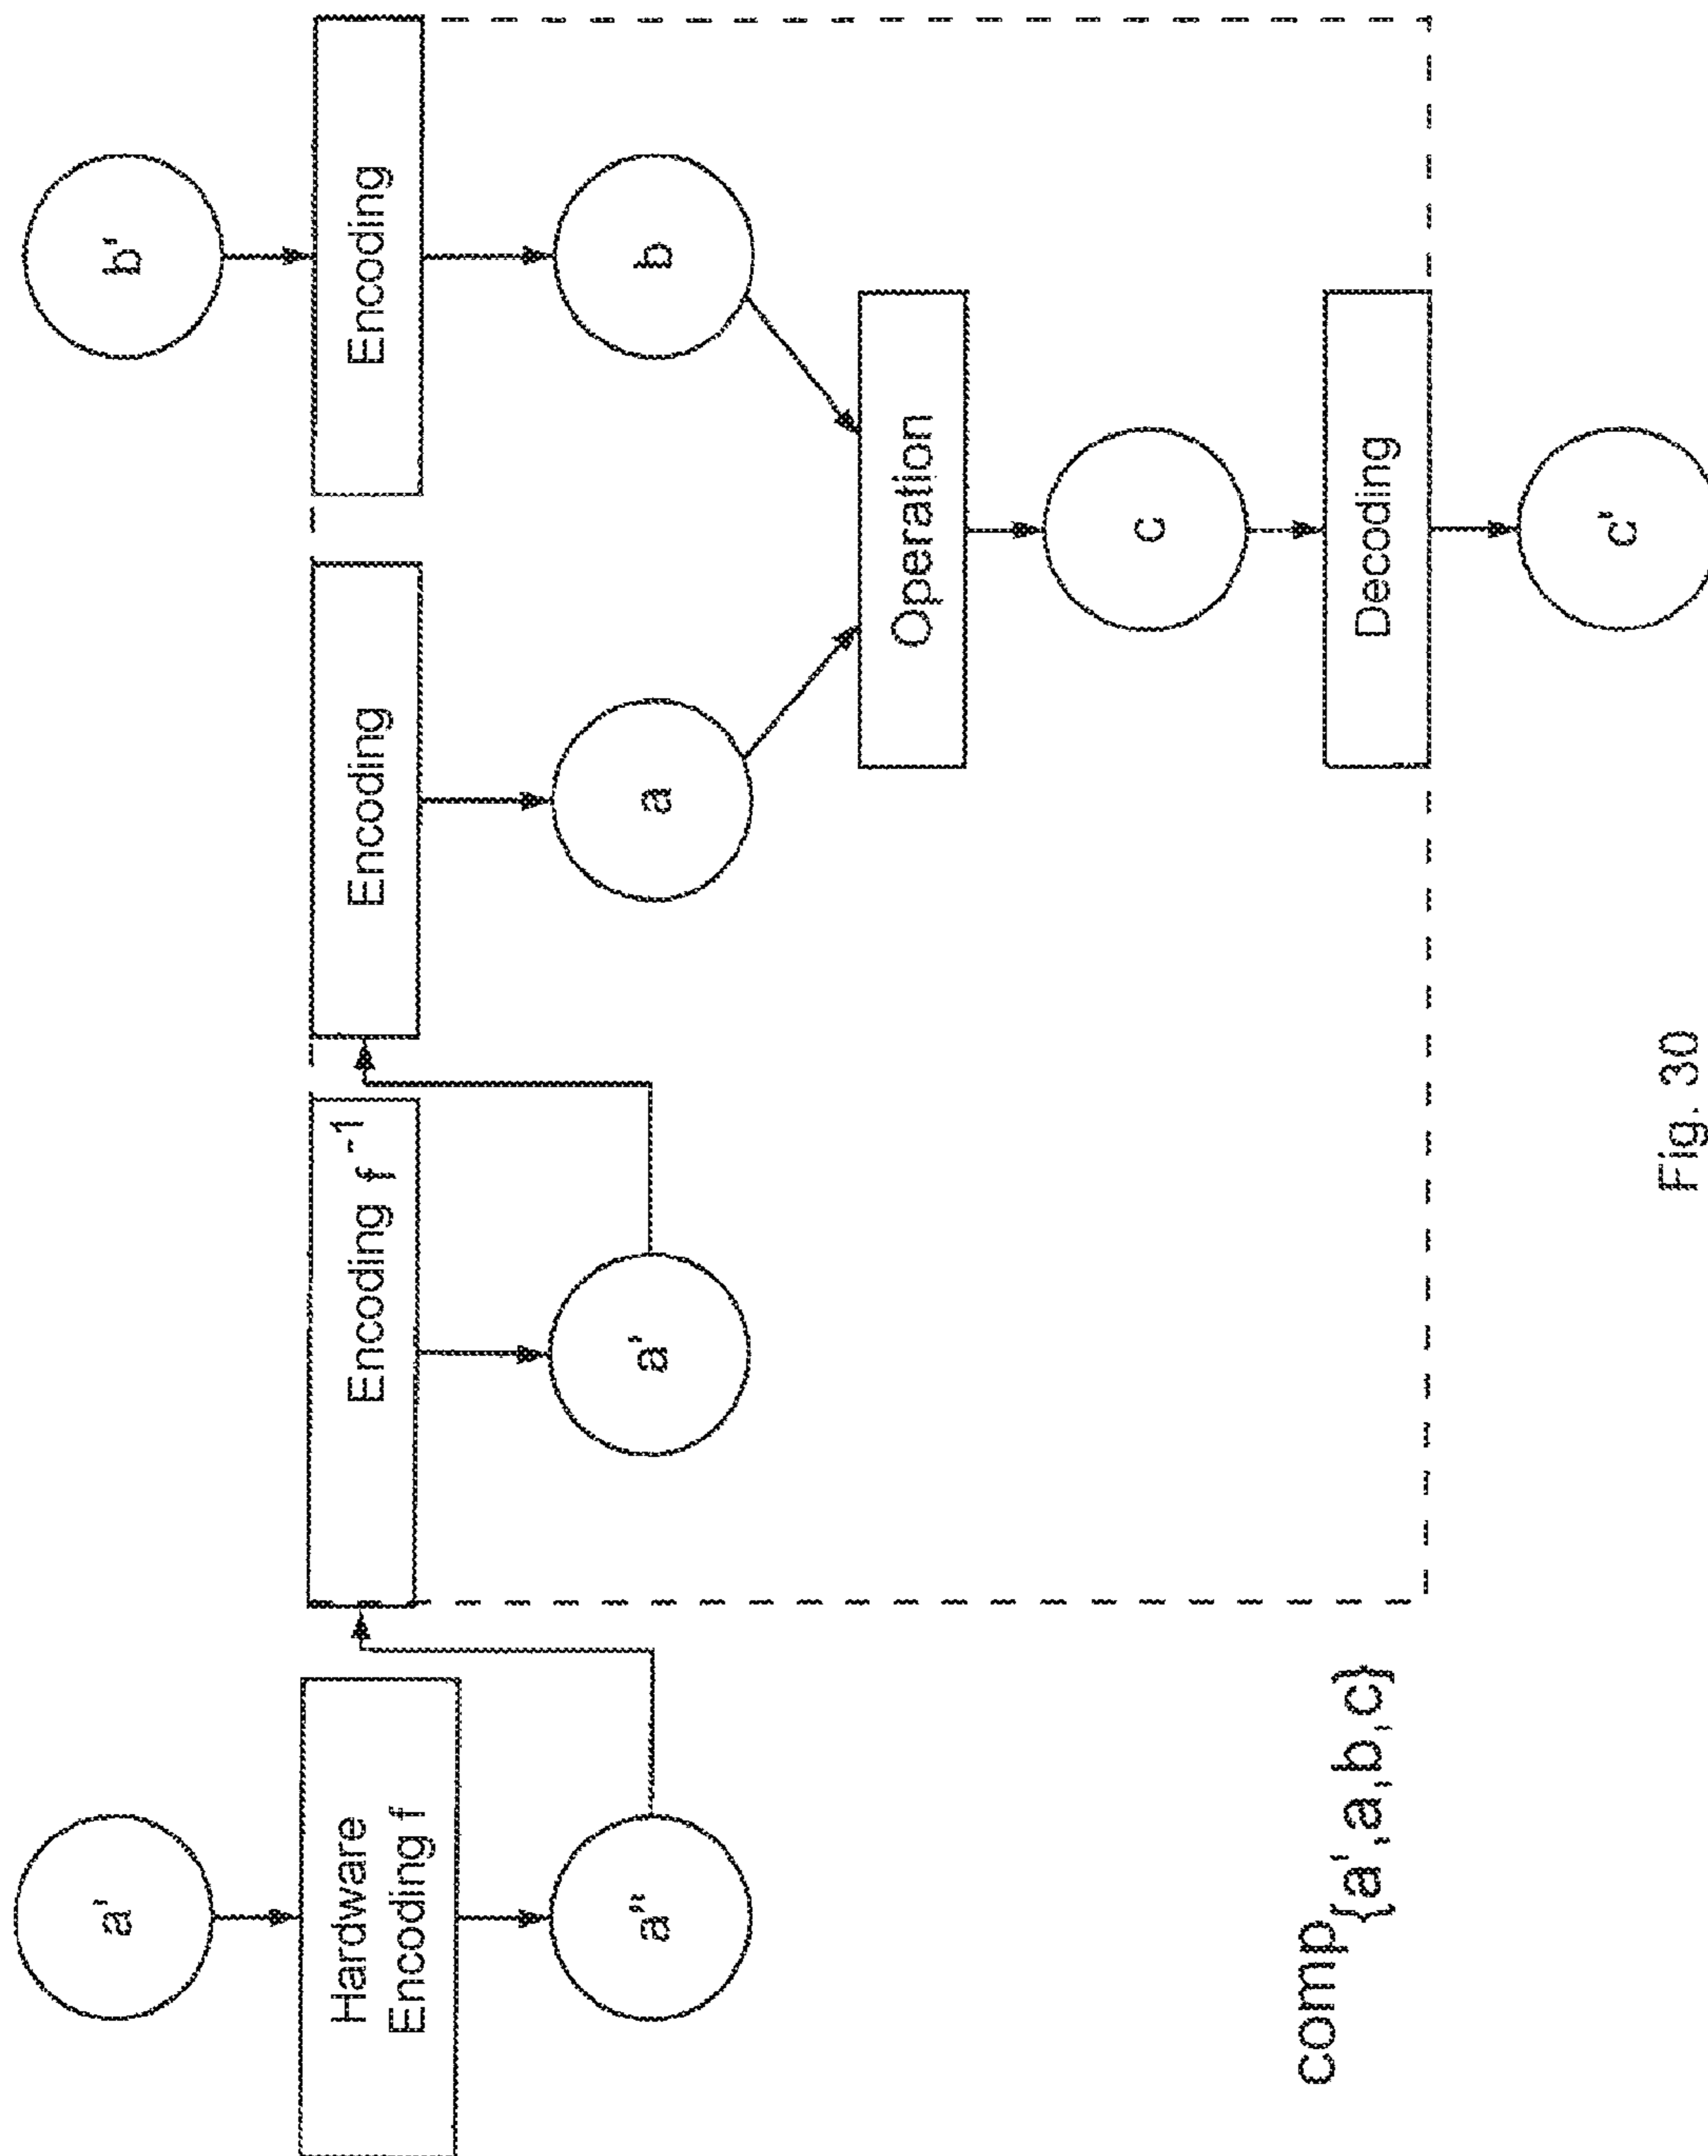 a'
b'
Hardware
Encoding f
Encoding f⁻¹
Encoding
Encoding
a"
a'
a
b
Operation
c
comp{a',a,b,c}
Decoding
c'
Fig. 30